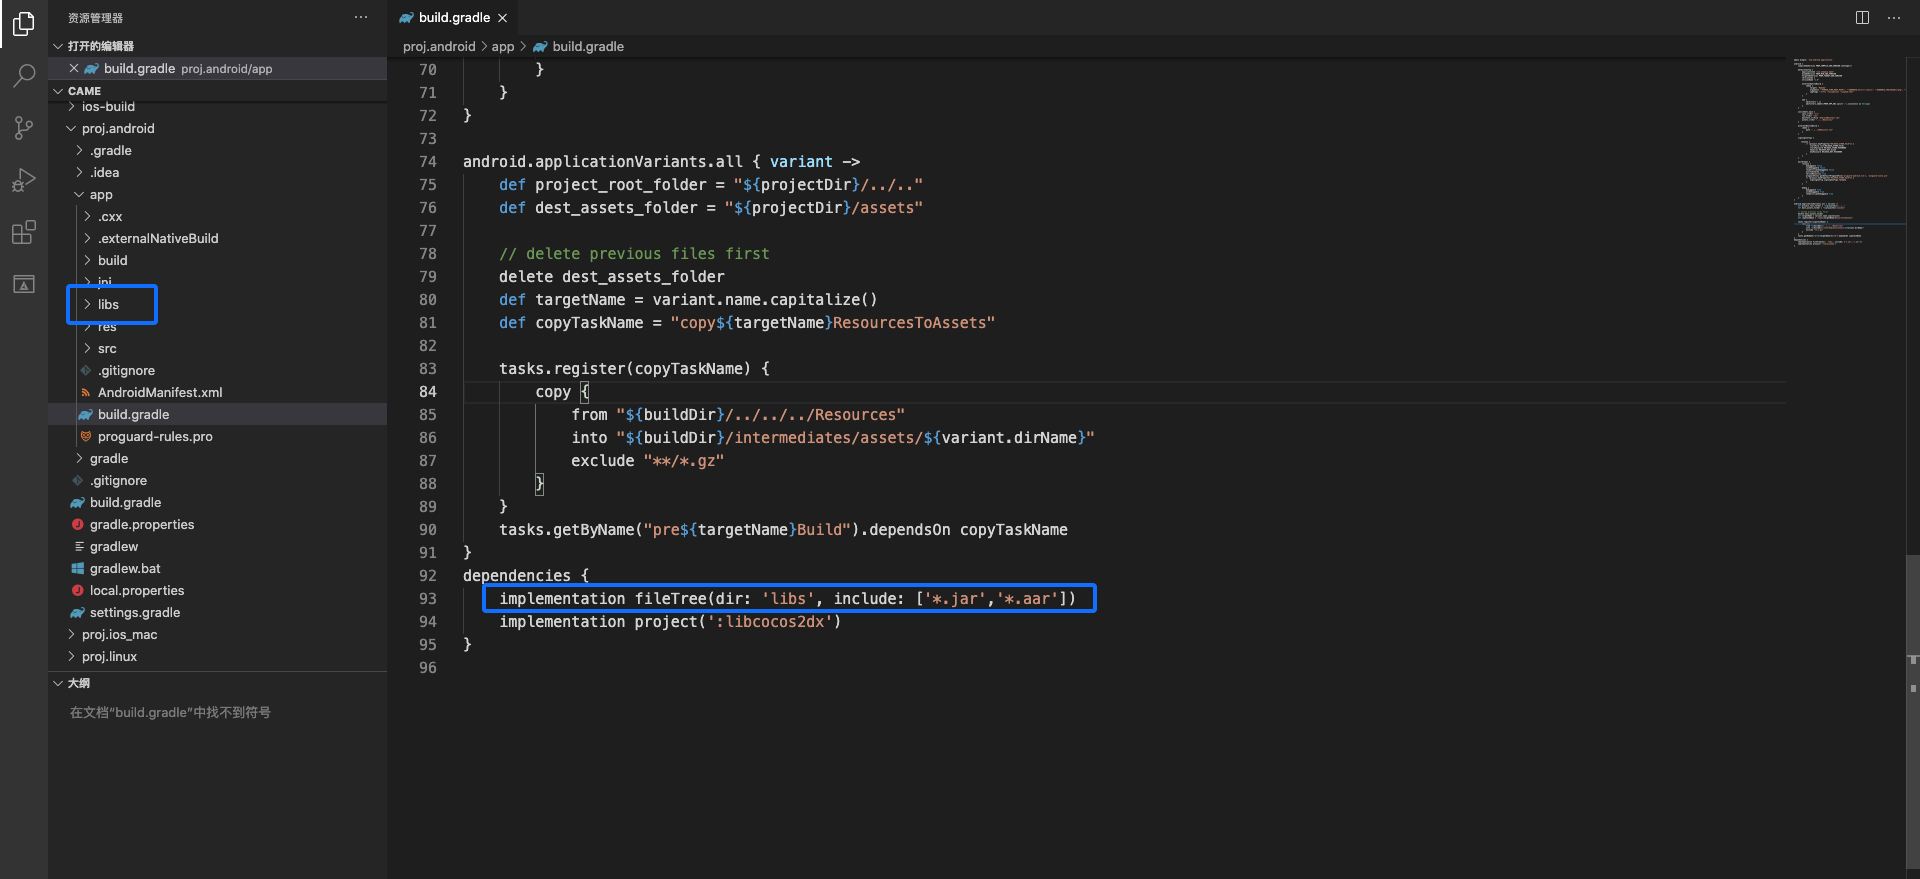 资源管理器
打开的编辑器
build.gradle proj.android/app
CAME
ios-build
proj.android
.gradle
.idea
app
.cxx
.externalNativeBuild
build
jni
libs
res
src
.gitignore
AndroidManifest.xml
build.gradle
proguard-rules.pro
gradle
.gitignore
build.gradle
gradle.properties
gradlew
gradlew.bat
local.properties
settings.gradle
proj.ios_mac
proj.linux
大纲
在文档“build.gradle”中找不到符号
build.gradle
proj.android > app > build.gradle
70 }
71 }
72 }
73
74 android.applicationVariants.all { variant ->
75 def project_root_folder = "${projectDir}/../.."
76 def dest_assets_folder = "${projectDir}/assets"
77
78 // delete previous files first
79 delete dest_assets_folder
80 def targetName = variant.name.capitalize()
81 def copyTaskName = "copy${targetName}ResourcesToAssets"
82
83 tasks.register(copyTaskName) {
84 copy {
85 from "${buildDir}/../../../Resources"
86 into "${buildDir}/intermediates/assets/${variant.dirName}"
87 exclude "**/*.gz"
88 }
89 }
90 tasks.getByName("pre${targetName}Build").dependsOn copyTaskName
91 }
92 dependencies {
93 implementation fileTree(dir: 'libs', include: ['*.jar','*.aar'])
94 implementation project(':libcocos2dx')
95 }
96